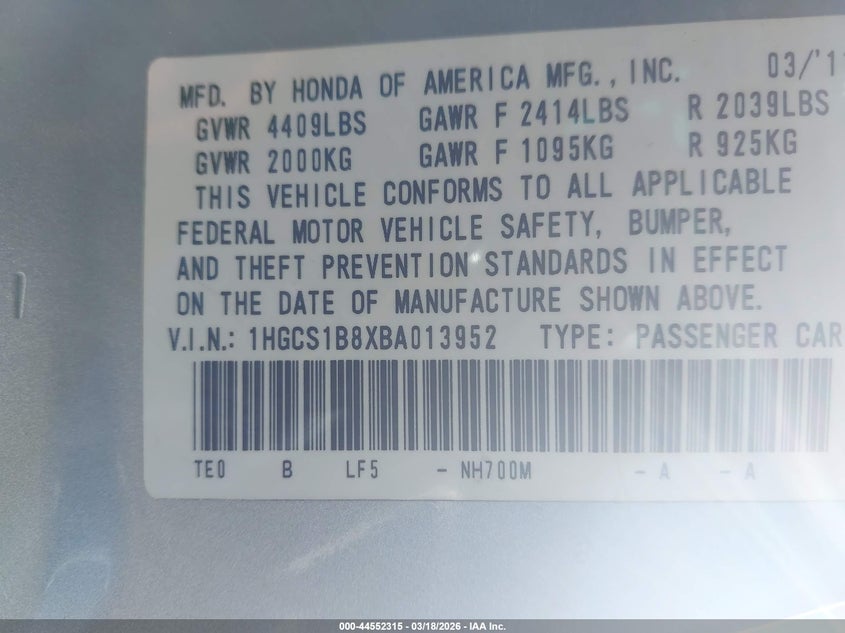 MFD. BY HONDA OF AMERICA MFG., INC. 03/'11
GVWR 4409LBS GAWR F 2414LBS R 2039LBS
GVWR 2000KG GAWR F 1095KG R 925KG
THIS VEHICLE CONFORMS TO ALL APPLICABLE
FEDERAL MOTOR VEHICLE SAFETY, BUMPER,
AND THEFT PREVENTION STANDARDS IN EFFECT
ON THE DATE OF MANUFACTURE SHOWN ABOVE.
V.I.N.: 1HGCS1B8XBA013952 TYPE: PASSENGER CAR
TE0 B LF5 - NH700M - A - A
000-44552315 - 03/18/2026 - IAA Inc.